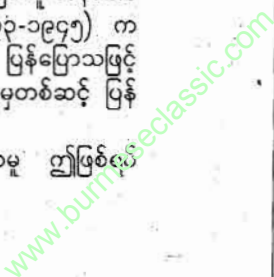 ၃-၁၉၄၅) က
ပြန်ပြောသဖြင့်
မှတစ်ဆင့် ပြန်
မူ ဤဖြစ်ရပ်
www.burmeseclassic.com